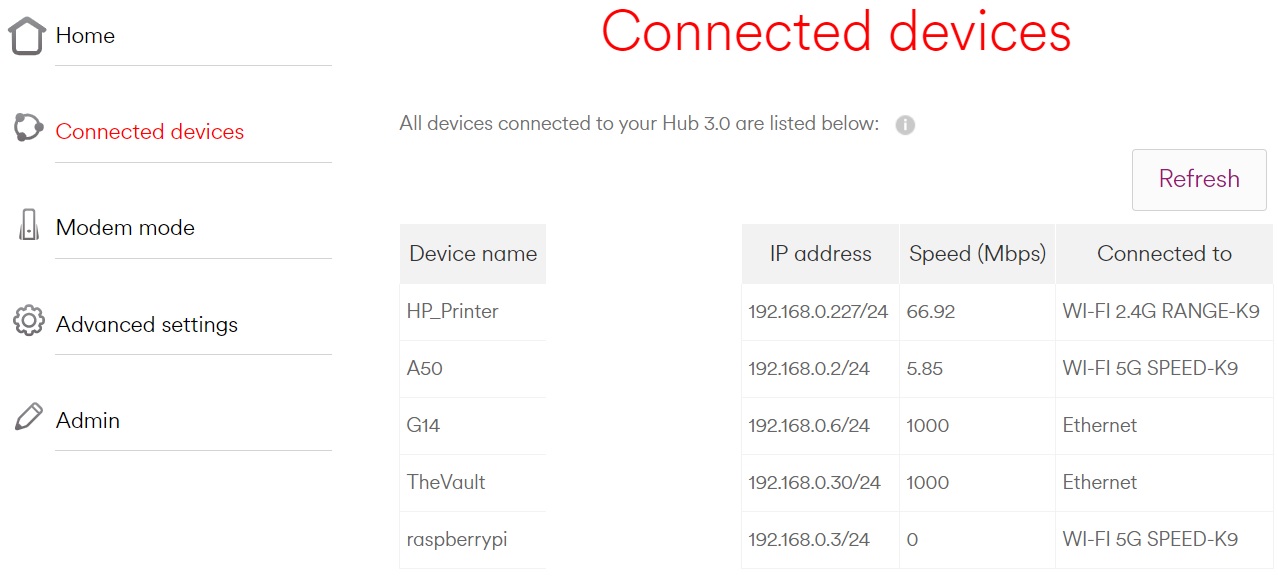 Home
Connected devices
Modem mode
Advanced settings
Admin
Connected devices
All devices connected to your Hub 3.0 are listed below:
Refresh
Device name IP address Speed (Mbps) Connected to
HP_Printer 192.168.0.227/24 66.92 WI-FI 2.4G RANGE-K9
A50 192.168.0.2/24 5.85 WI-FI 5G SPEED-K9
G14 192.168.0.6/24 1000 Ethernet
TheVault 192.168.0.30/24 1000 Ethernet
raspberrypi 192.168.0.3/24 0 WI-FI 5G SPEED-K9